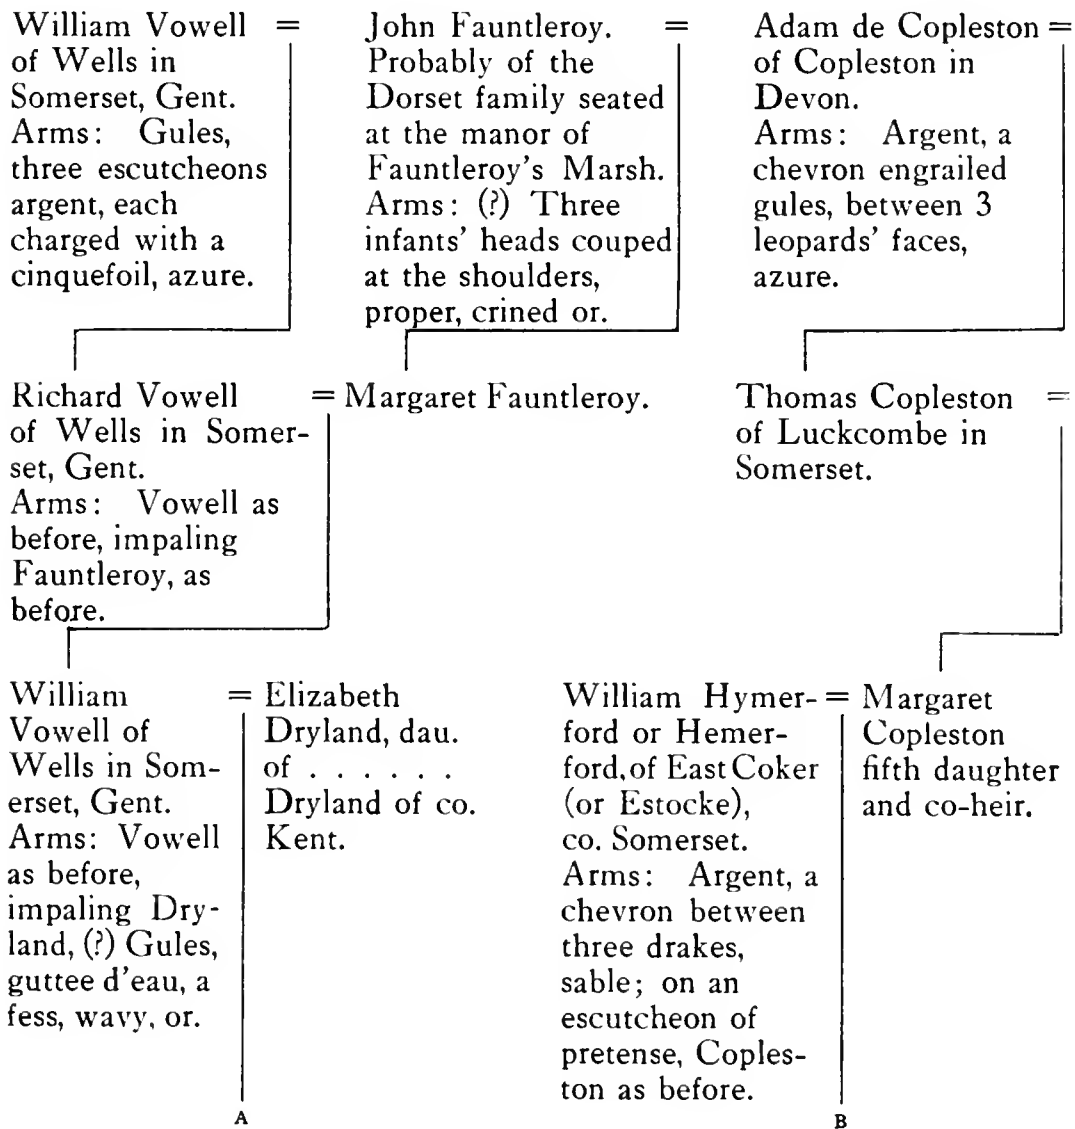 William Vowell =
of Wells in
Somerset, Gent.
Arms: Gules,
three escutcheons
argent, each
charged with a
cinquefoil, azure.
John Fauntleroy. =
Probably of the
Dorset family seated
at the manor of
Fauntleroy's Marsh.
Arms: (?) Three
infants' heads couped
at the shoulders,
proper, crined or.
Adam de Copleston =
of Copleston in
Devon.
Arms: Argent, a
chevron engrailed
gules, between 3
leopards' faces,
azure.
Richard Vowell
of Wells in Somer-
set, Gent.
Arms: Vowell as
before, impaling
Fauntleroy, as
before.
= Margaret Fauntleroy.
Thomas Copleston =
of Luckcombe in
Somerset.
William
Vowell of
Wells in Som-
erset, Gent.
Arms: Vowell
as before,
impaling Dry-
land, (?) Gules,
guttee d'eau, a
fess, wavy, or.
= Elizabeth
Dryland, dau.
of . . . . . .
Dryland of co.
Kent.
William Hymer-
ford or Hemer-
ford, of East Coker
(or Estocke),
co. Somerset.
Arms: Argent, a
chevron between
three drakes,
sable; on an
escutcheon of
pretense, Coples-
ton as before.
= Margaret
Copleston
fifth daughter
and co-heir.
A
B